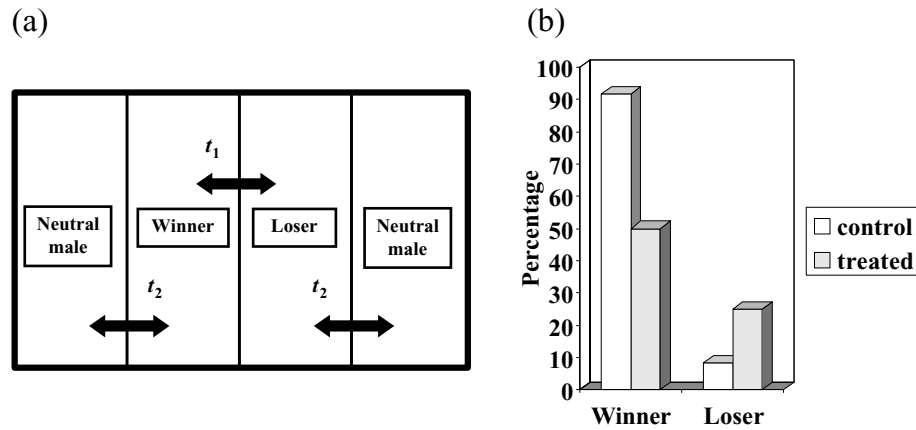 (a)
t1
Neutral
male
Winner
Loser
Neutral
male
t2
t2
(b)
100
90
80
70
60
50
40
30
20
10
0
Percentage
Winner
Loser
control
treated